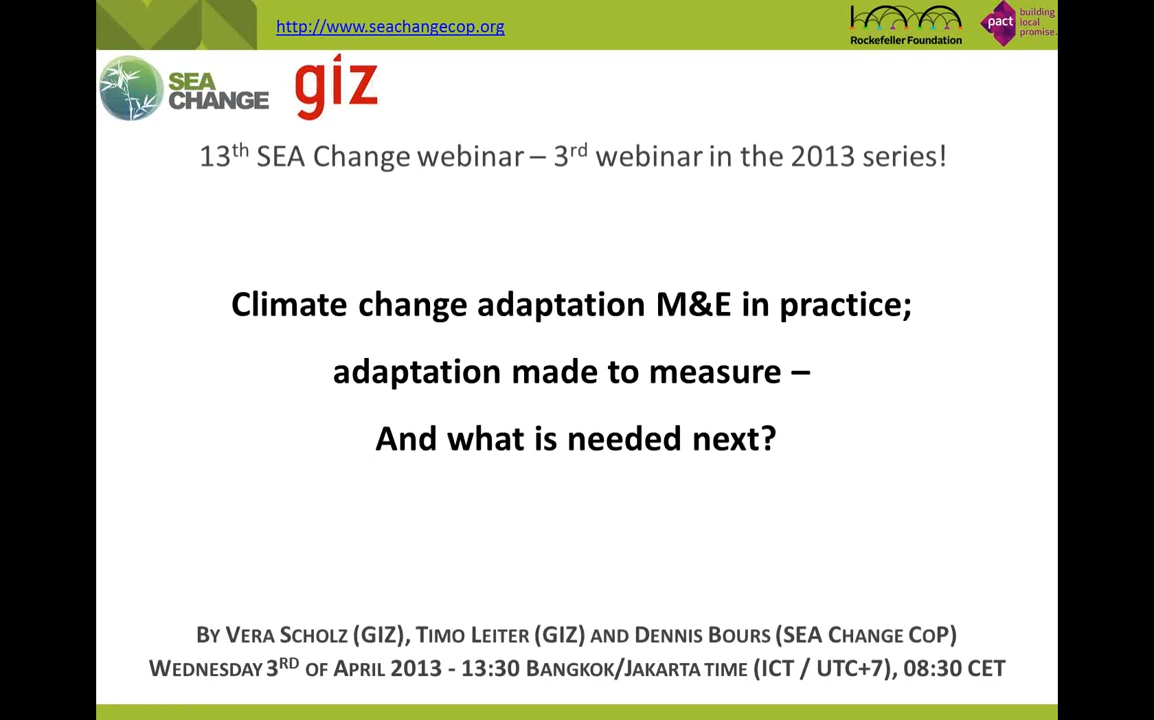 http://www.seachangecop.org
Rockefeller Foundation
pact
building
local
promise.
SEA
CHANGE
giz
13th SEA Change webinar – 3rd webinar in the 2013 series!
Climate change adaptation M&E in practice;
adaptation made to measure –
And what is needed next?
By Vera Scholz (GIZ), Timo Leiter (GIZ) and Dennis Bours (SEA Change CoP)
Wednesday 3rd of April 2013 - 13:30 Bangkok/Jakarta time (ICT / UTC+7), 08:30 CET